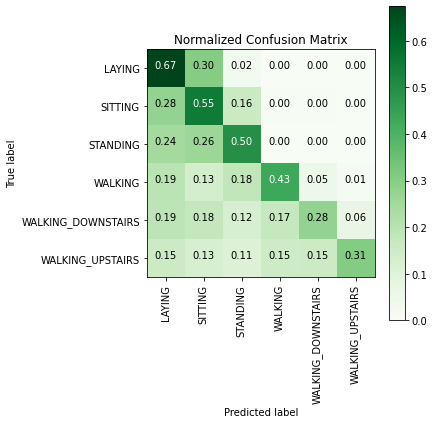 Normalized Confusion Matrix
LAYING 0.67 0.30 0.02 0.00 0.00 0.00
SITTING 0.28 0.55 0.16 0.00 0.00 0.00
STANDING 0.24 0.26 0.50 0.00 0.00 0.00
WALKING 0.19 0.13 0.18 0.43 0.05 0.01
WALKING_DOWNSTAIRS 0.19 0.18 0.12 0.17 0.28 0.06
WALKING_UPSTAIRS 0.15 0.13 0.11 0.15 0.15 0.31
True label
LAYING
SITTING
STANDING
WALKING
WALKING_DOWNSTAIRS
WALKING_UPSTAIRS
Predicted label
0.6
0.5
0.4
0.3
0.2
0.1
0.0